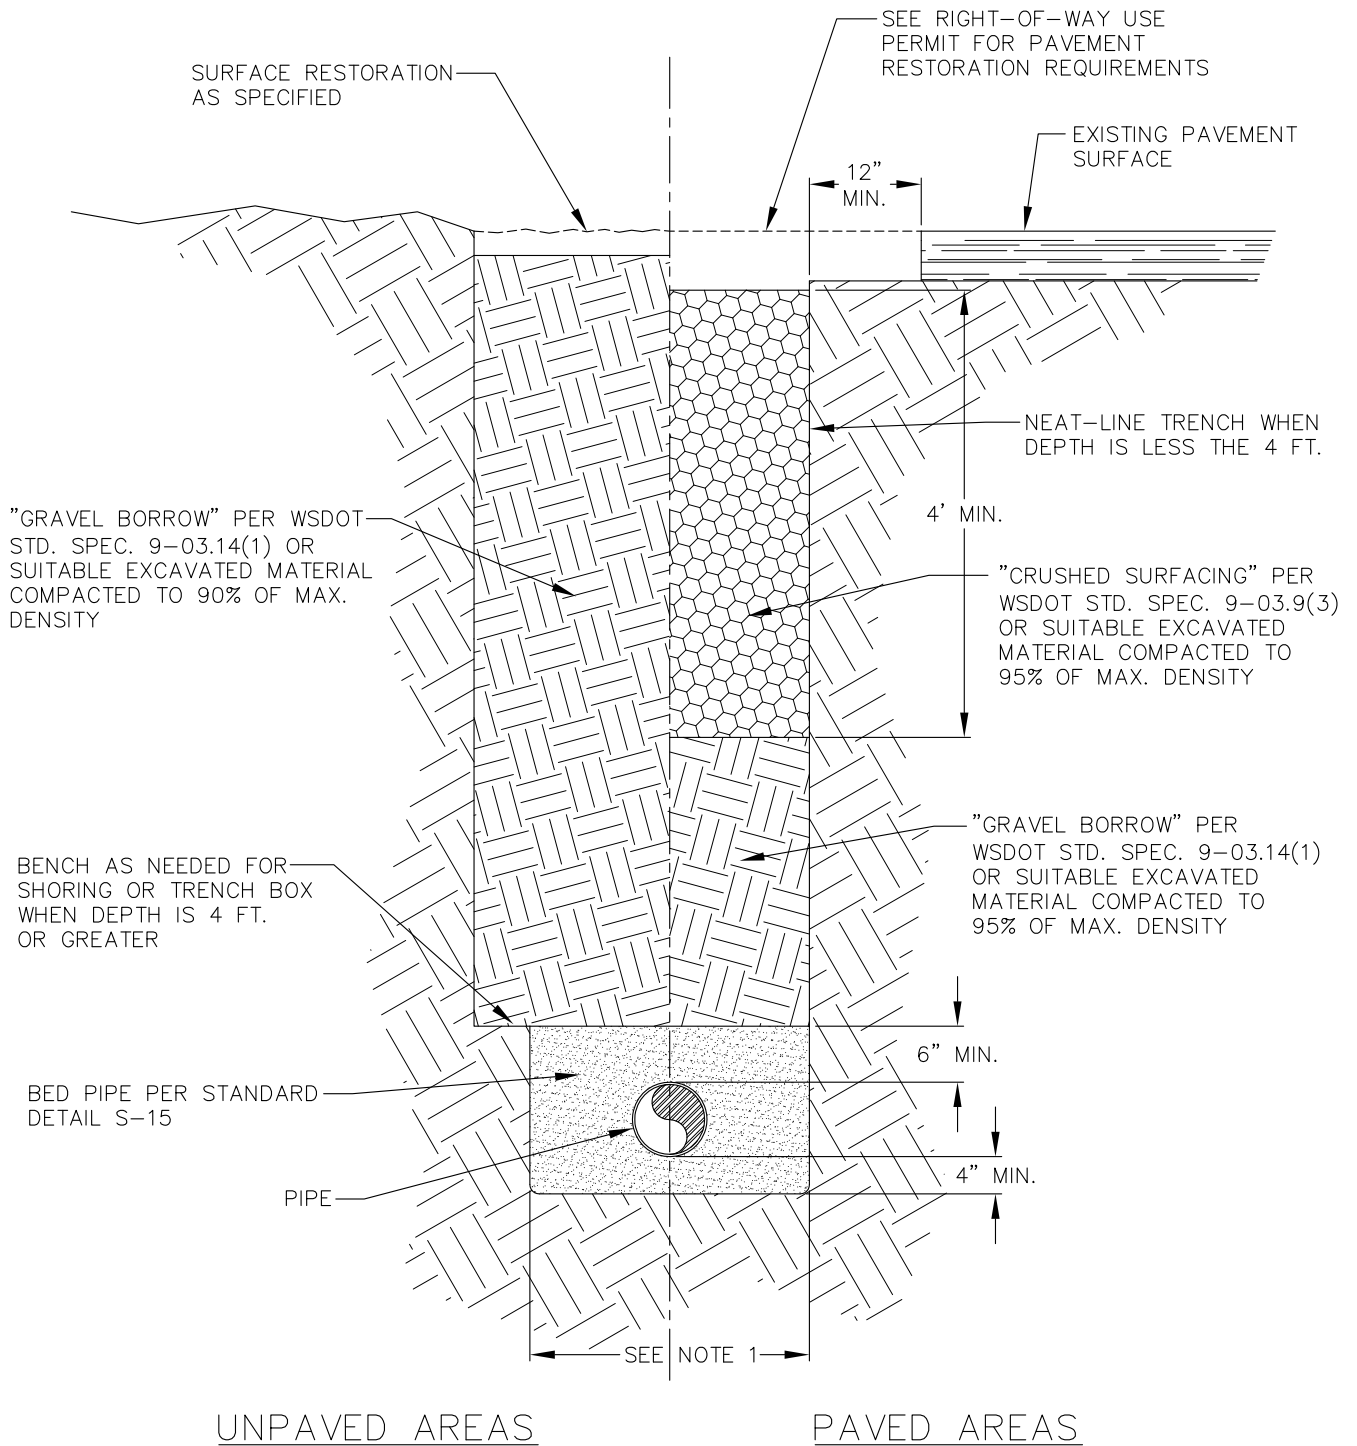 SEE RIGHT-OF-WAY USE
PERMIT FOR PAVEMENT
RESTORATION REQUIREMENTS
SURFACE RESTORATION
AS SPECIFIED
EXISTING PAVEMENT
SURFACE
12"
MIN.
NEAT-LINE TRENCH WHEN
DEPTH IS LESS THE 4 FT.
4' MIN.
"GRAVEL BORROW" PER WSDOT
STD. SPEC. 9-03.14(1) OR
SUITABLE EXCAVATED MATERIAL
COMPACTED TO 90% OF MAX.
DENSITY
"CRUSHED SURFACING" PER
WSDOT STD. SPEC. 9-03.9(3)
OR SUITABLE EXCAVATED
MATERIAL COMPACTED TO
95% OF MAX. DENSITY
"GRAVEL BORROW" PER
WSDOT STD. SPEC. 9-03.14(1)
OR SUITABLE EXCAVATED
MATERIAL COMPACTED TO
95% OF MAX. DENSITY
BENCH AS NEEDED FOR
SHORING OR TRENCH BOX
WHEN DEPTH IS 4 FT.
OR GREATER
6" MIN.
BED PIPE PER STANDARD
DETAIL S-15
4" MIN.
PIPE
SEE NOTE 1
UNPAVED AREAS
PAVED AREAS